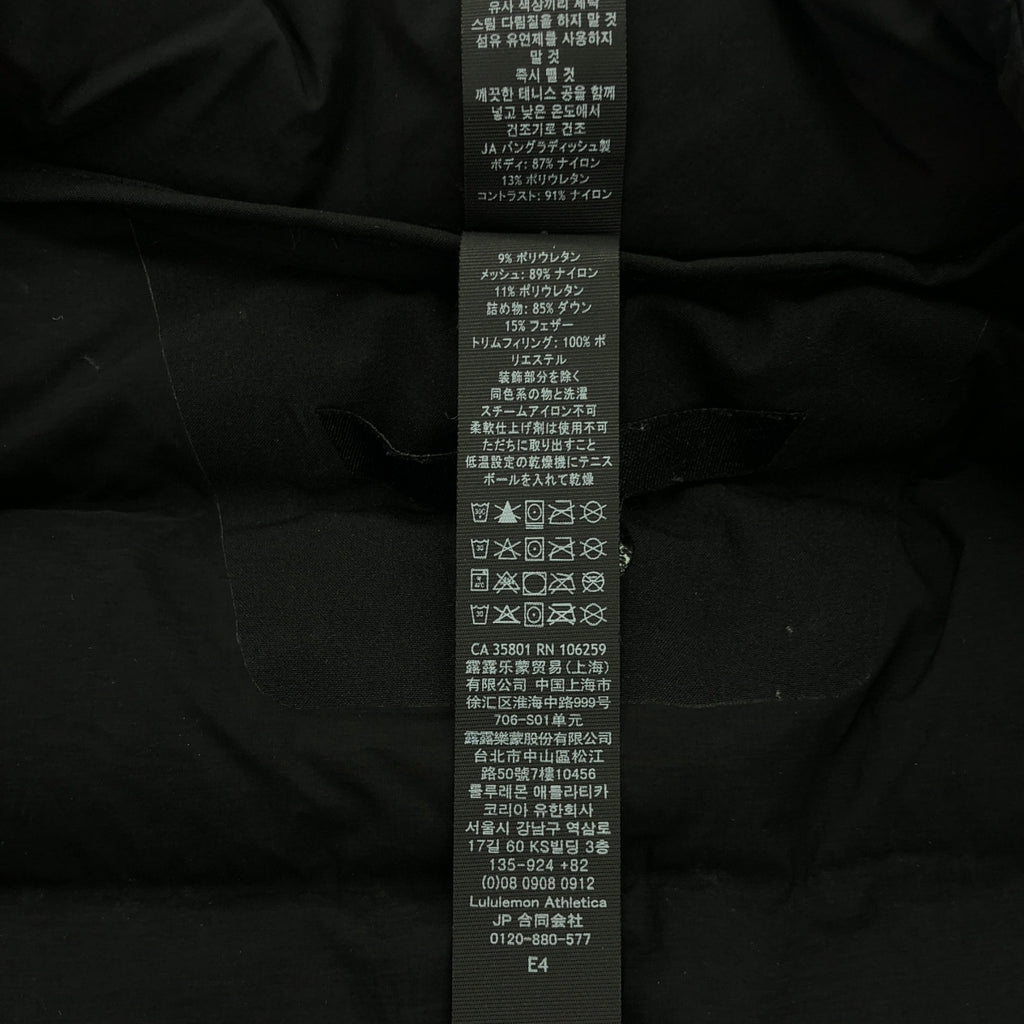 유사 색상끼리 세탁
스팀 다림질을 하지 말 것
섬유 유연제를 사용하지
말 것
즉시 뺄 것
깨끗한 테니스 공을 함께
넣고 낮은 온도에서
건조기로 건조
JA バングラディッシュ製
ボディ: 87% ナイロン
13% ポリウレタン
コントラスト: 91% ナイロン
9% ポリウレタン
メッシュ: 89% ナイロン
11% ポリウレタン
詰め物: 85% ダウン
15% フェザー
トリムフィリング: 100% ポ
リエステル
装飾部分を除く
同色系の物と洗濯
スチームアイロン不可
柔軟仕上げ剤は使用不可
ただちに取り出すこと
低温設定の乾燥機にテニス
ボールを入れて乾燥
CA 35801 RN 106259
露露乐蒙贸易(上海)
有限公司 中国上海市
徐汇区淮海中路999号
706-S01单元
露露樂蒙股份有限公司
台北市中山區松江
路50號7樓10456
룰루레몬 애틀라티카
코리아 유한회사
서울시 강남구 역삼로
17길 60 KS빌딩 3층
135-924 +82
(0)08 0908 0912
Lululemon Athletica
JP 合同会社
0120-880-577
E4